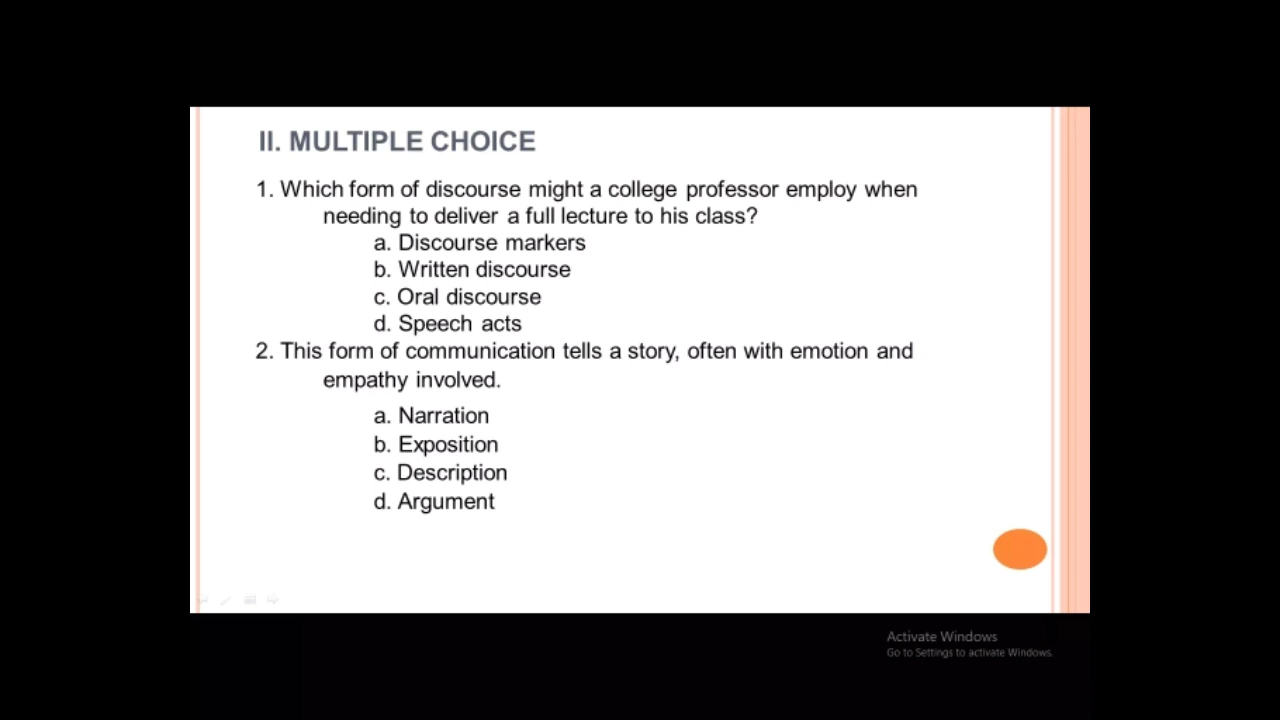 II. MULTIPLE CHOICE
1. Which form of discourse might a college professor employ when
needing to deliver a full lecture to his class?
a. Discourse markers
b. Written discourse
c. Oral discourse
d. Speech acts
2. This form of communication tells a story, often with emotion and
empathy involved.
a. Narration
b. Exposition
c. Description
d. Argument
Activate Windows
Go to Settings to activate Windows.